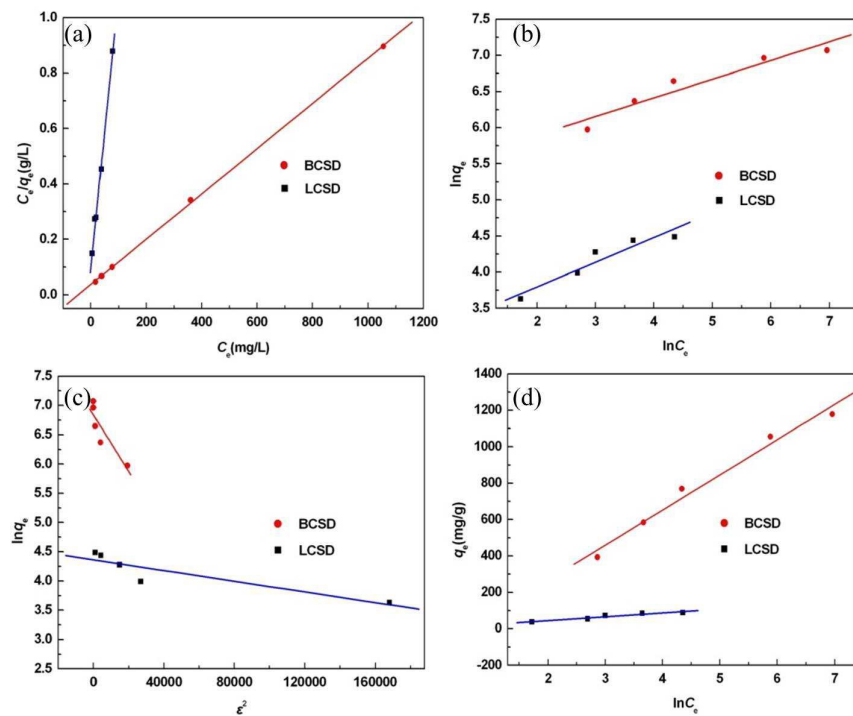 (a)
1.0
0.8
0.6
0.4
0.2
0.0
Cₑ/qₑ(g/L)
BCSD
LCSD
0 200 400 600 800 1000 1200
Cₑ(mg/L)
(b)
7.5
7.0
6.5
6.0
5.5
5.0
4.5
4.0
3.5
lnqₑ
BCSD
LCSD
2 3 4 5 6 7
lnCₑ
(c)
7.5
7.0
6.5
6.0
5.5
5.0
4.5
4.0
3.5
3.0
2.5
lnqₑ
BCSD
LCSD
0 40000 80000 120000 160000
ε²
(d)
1400
1200
1000
800
600
400
200
0
-200
qₑ(mg/g)
BCSD
LCSD
2 3 4 5 6 7
lnCₑ